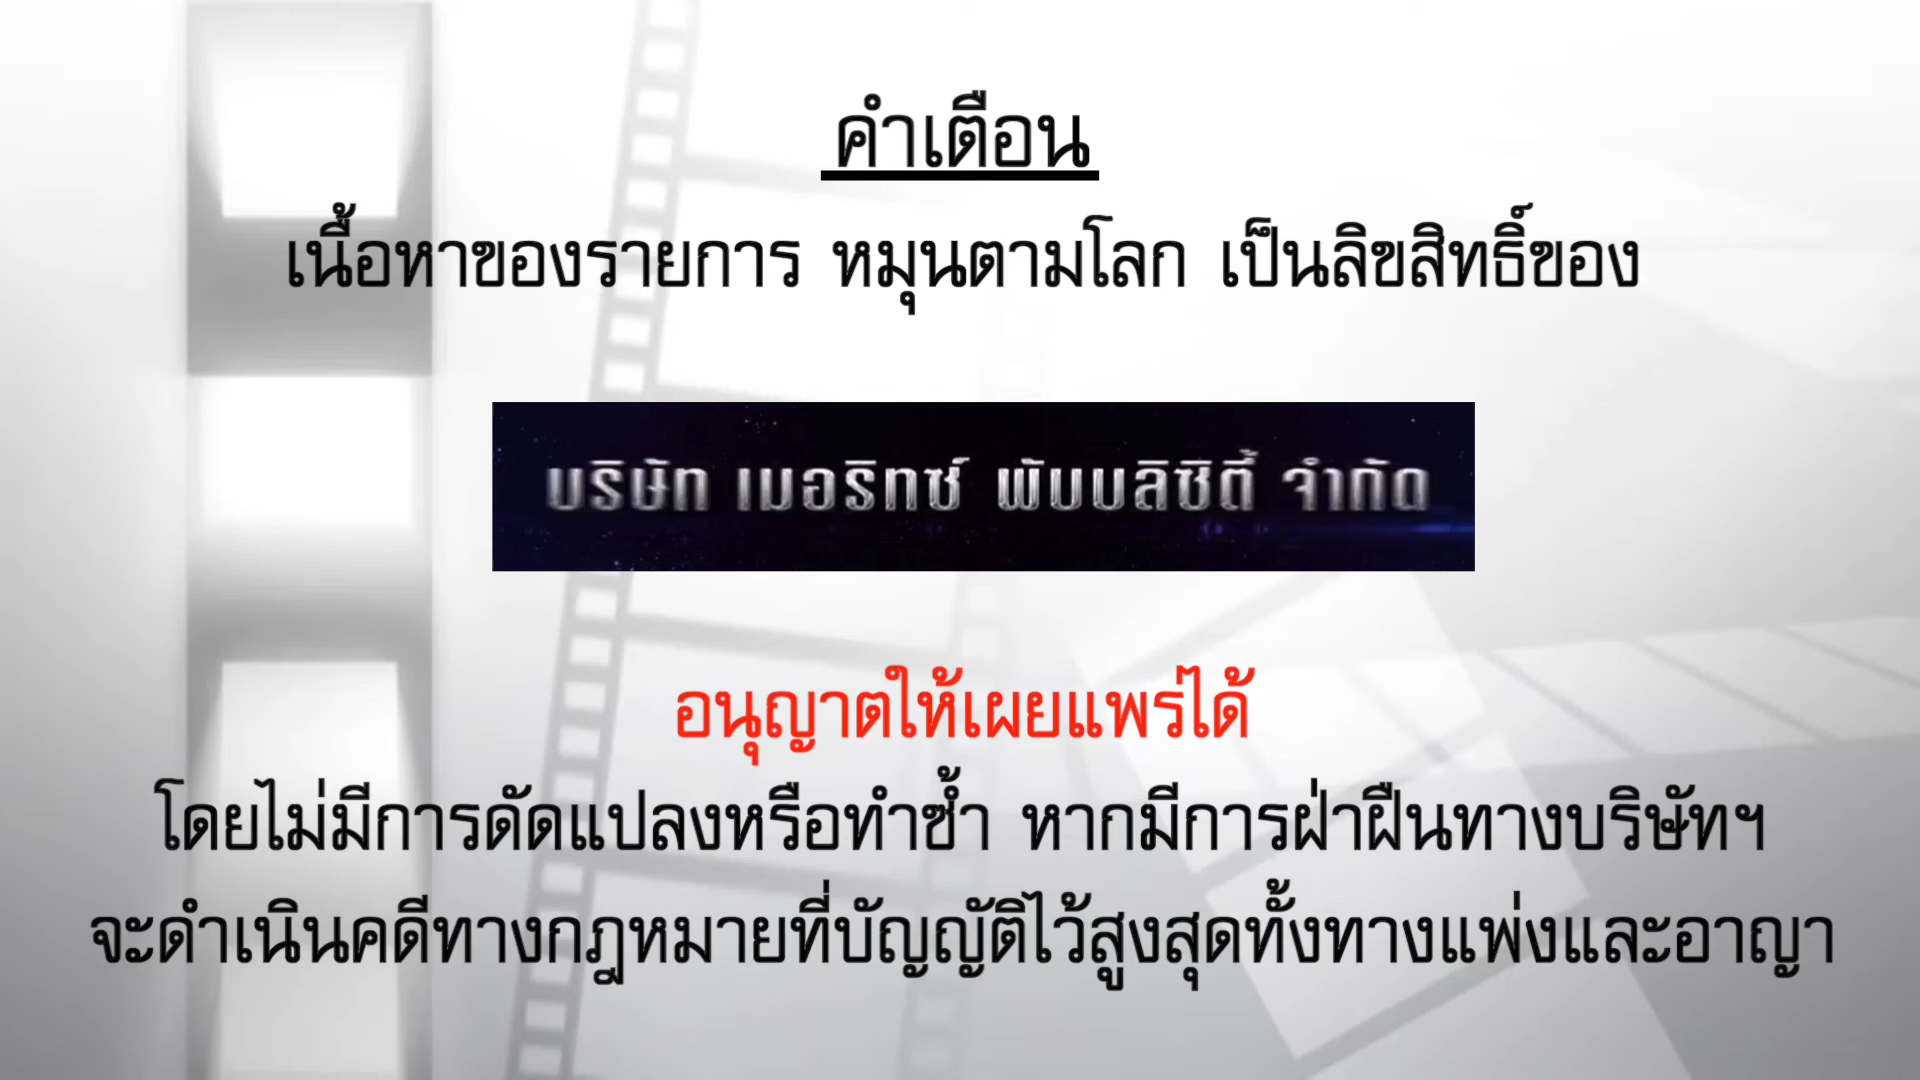 คำเตือน
เนื้อหาของรายการ หมุนตามโลก เป็นลิขสิทธิ์ของ
บริษัท เมอริทซ์ พับบลิซิตี้ จำกัด
อนุญาตให้เผยแพร่ได้
โดยไม่มีการดัดแปลงหรือทำซ้ำ หากมีการฝ่าฝืนทางบริษัทฯ
จะดำเนินคดีทางกฎหมายที่บัญญัติไว้สูงสุดทั้งทางแพ่งและอาญา